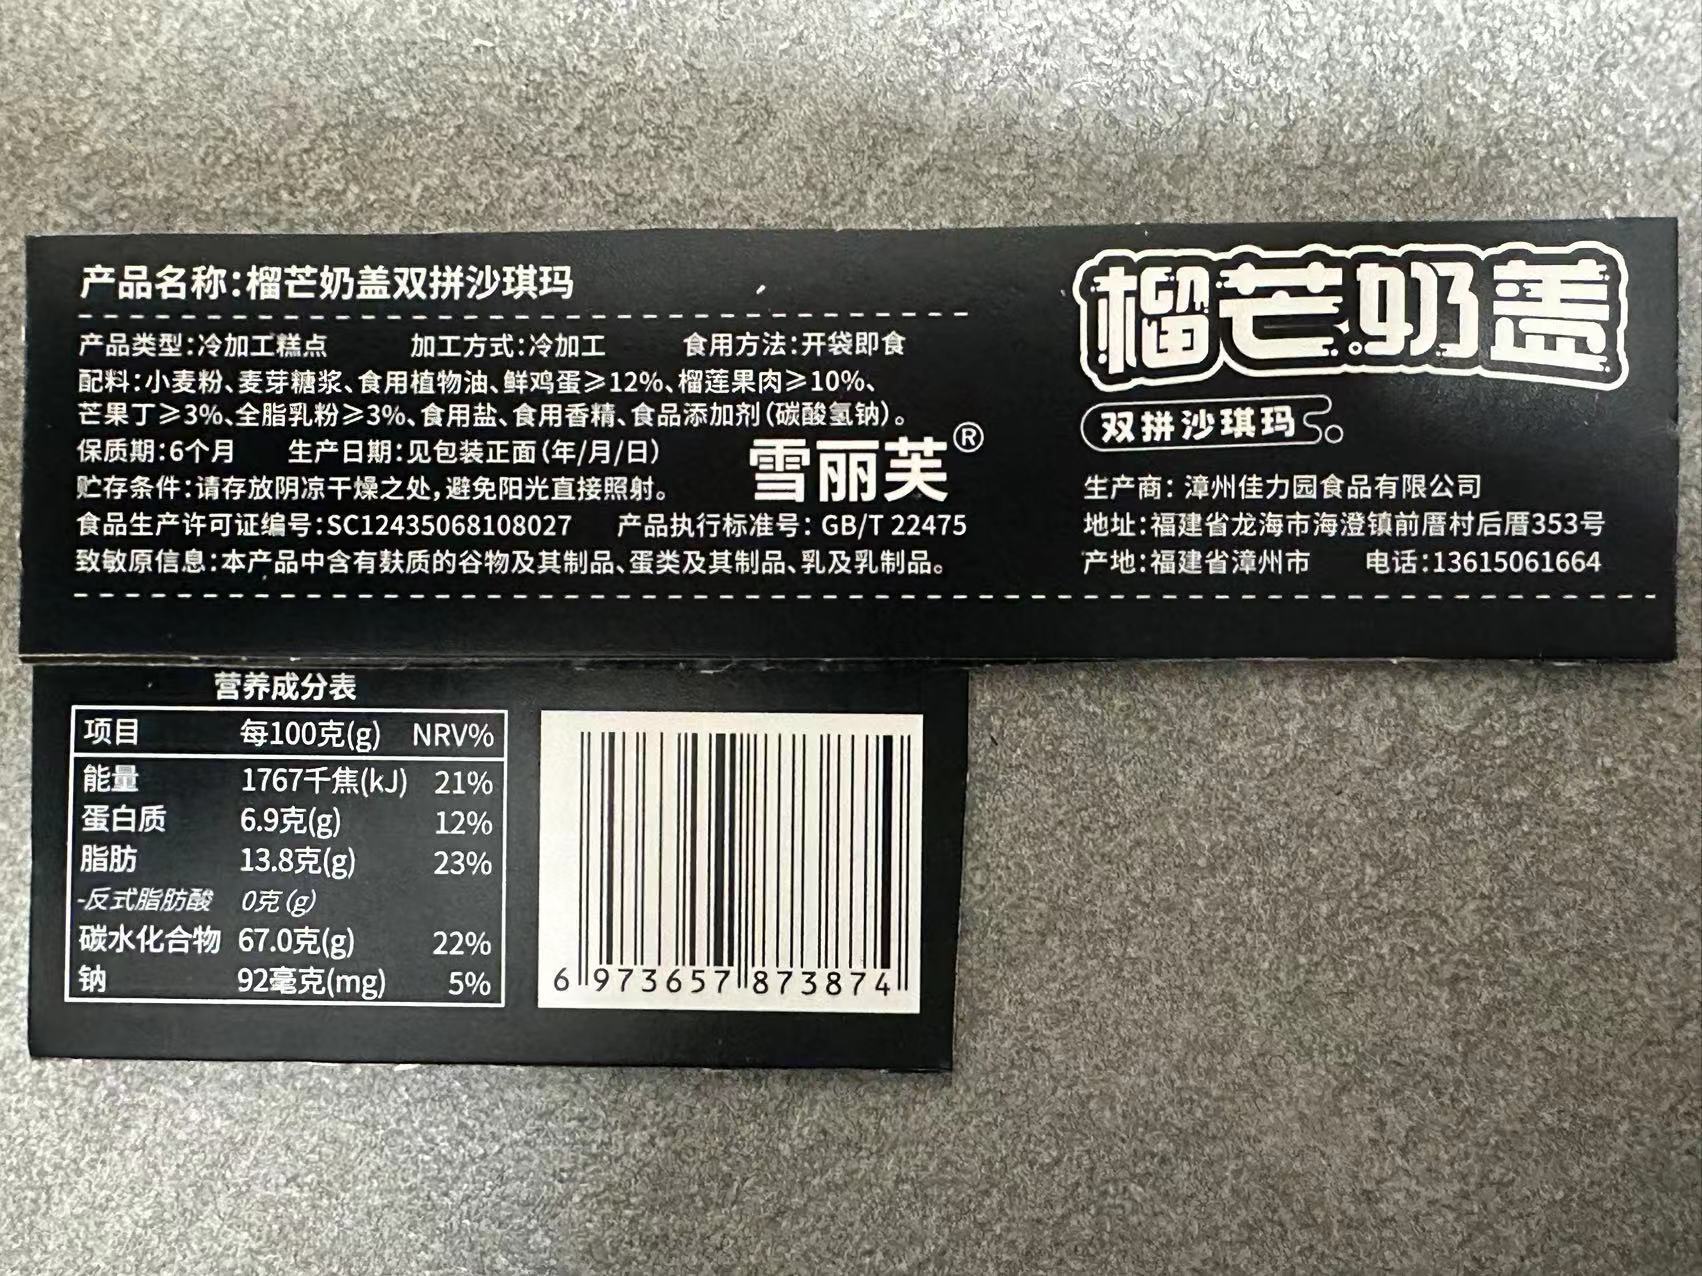 产品名称:榴芒奶盖双拼沙琪玛
产品类型:冷加工糕点 加工方式:冷加工 食用方法:开袋即食
配料:小麦粉、麦芽糖浆、食用植物油、鲜鸡蛋≥12%、榴莲果肉≥10%、
芒果丁≥3%、全脂乳粉≥3%、食用盐、食用香精、食品添加剂(碳酸氢钠)。
保质期:6个月 生产日期:见包装正面(年/月/日)
贮存条件:请存放阴凉干燥之处,避免阳光直接照射。
雪丽芙®
食品生产许可证编号:SC12435068108027 产品执行标准号: GB/T 22475
致敏原信息:本产品中含有麸质的谷物及其制品、蛋类及其制品、乳及乳制品。
榴芒奶盖
双拼沙琪玛
生产商: 漳州佳力园食品有限公司
地址:福建省龙海市海澄镇前厝村后厝353号
产地:福建省漳州市 电话:13615061664
营养成分表
项目 每100克(g) NRV%
能量 1767千焦(kJ) 21%
蛋白质 6.9克(g) 12%
脂肪 13.8克(g) 23%
-反式脂肪酸 0克(g)
碳水化合物 67.0克(g) 22%
钠 92毫克(mg) 5%
6 973657 873874